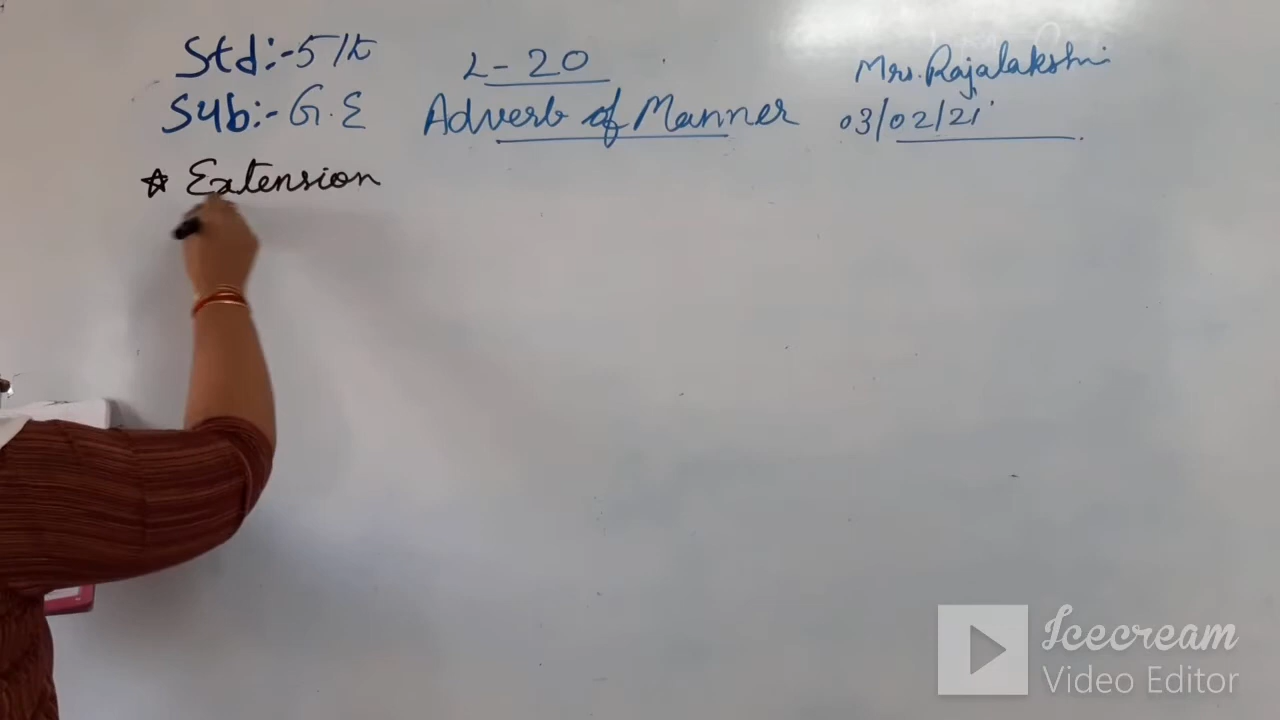 Std:-5th
L-20
Mrs. Rajalakshmi
Sub:- G.E
Adverb of Manner
03/02/21
☆ Extension
Icecream
Video Editor